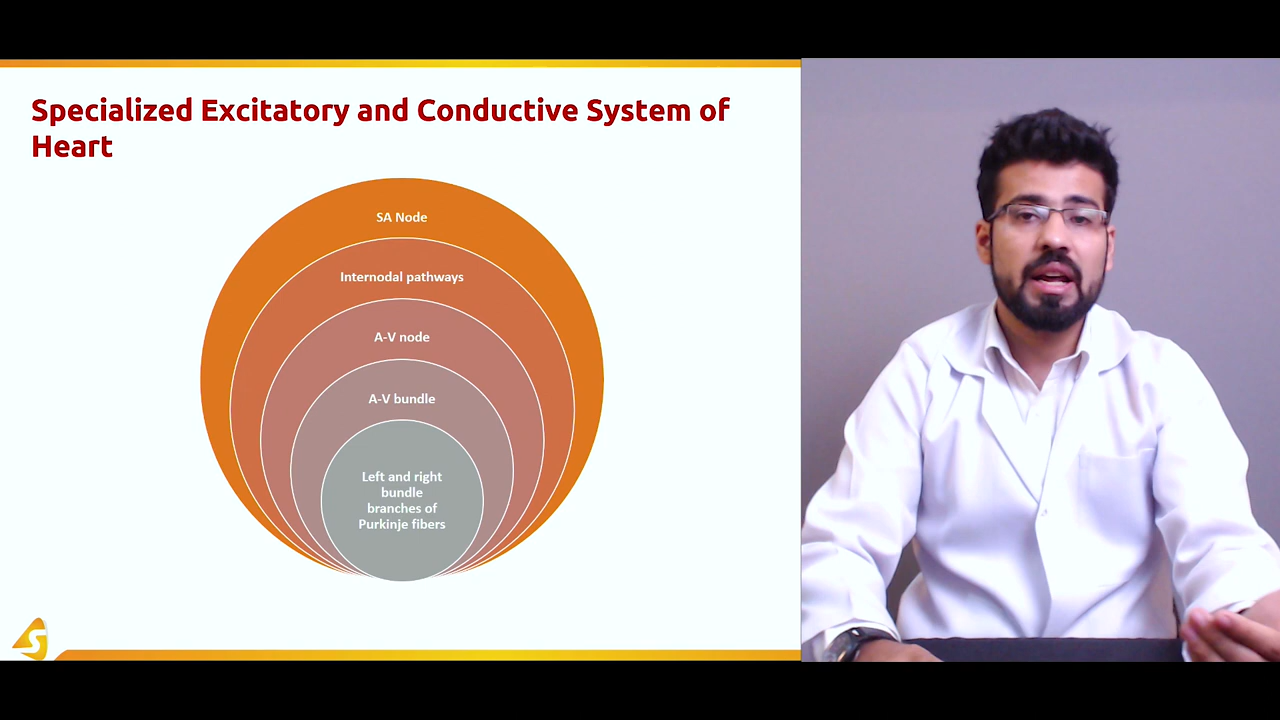 Specialized Excitatory and Conductive System of
Heart
SA Node
Internodal pathways
A-V node
A-V bundle
Left and right
bundle
branches of
Purkinje fibers
S